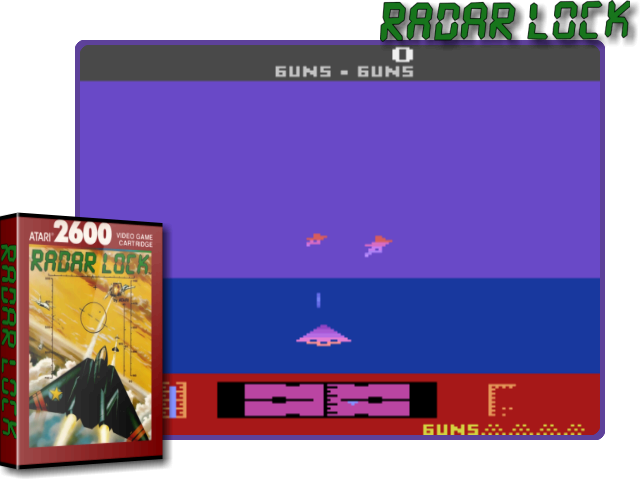 RADAR LOCK
0
GUNS - GUNS
ATARI 2600 VIDEO GAME
CARTRIDGE
RADAR LOCK
RADAR LOCK
GUNS